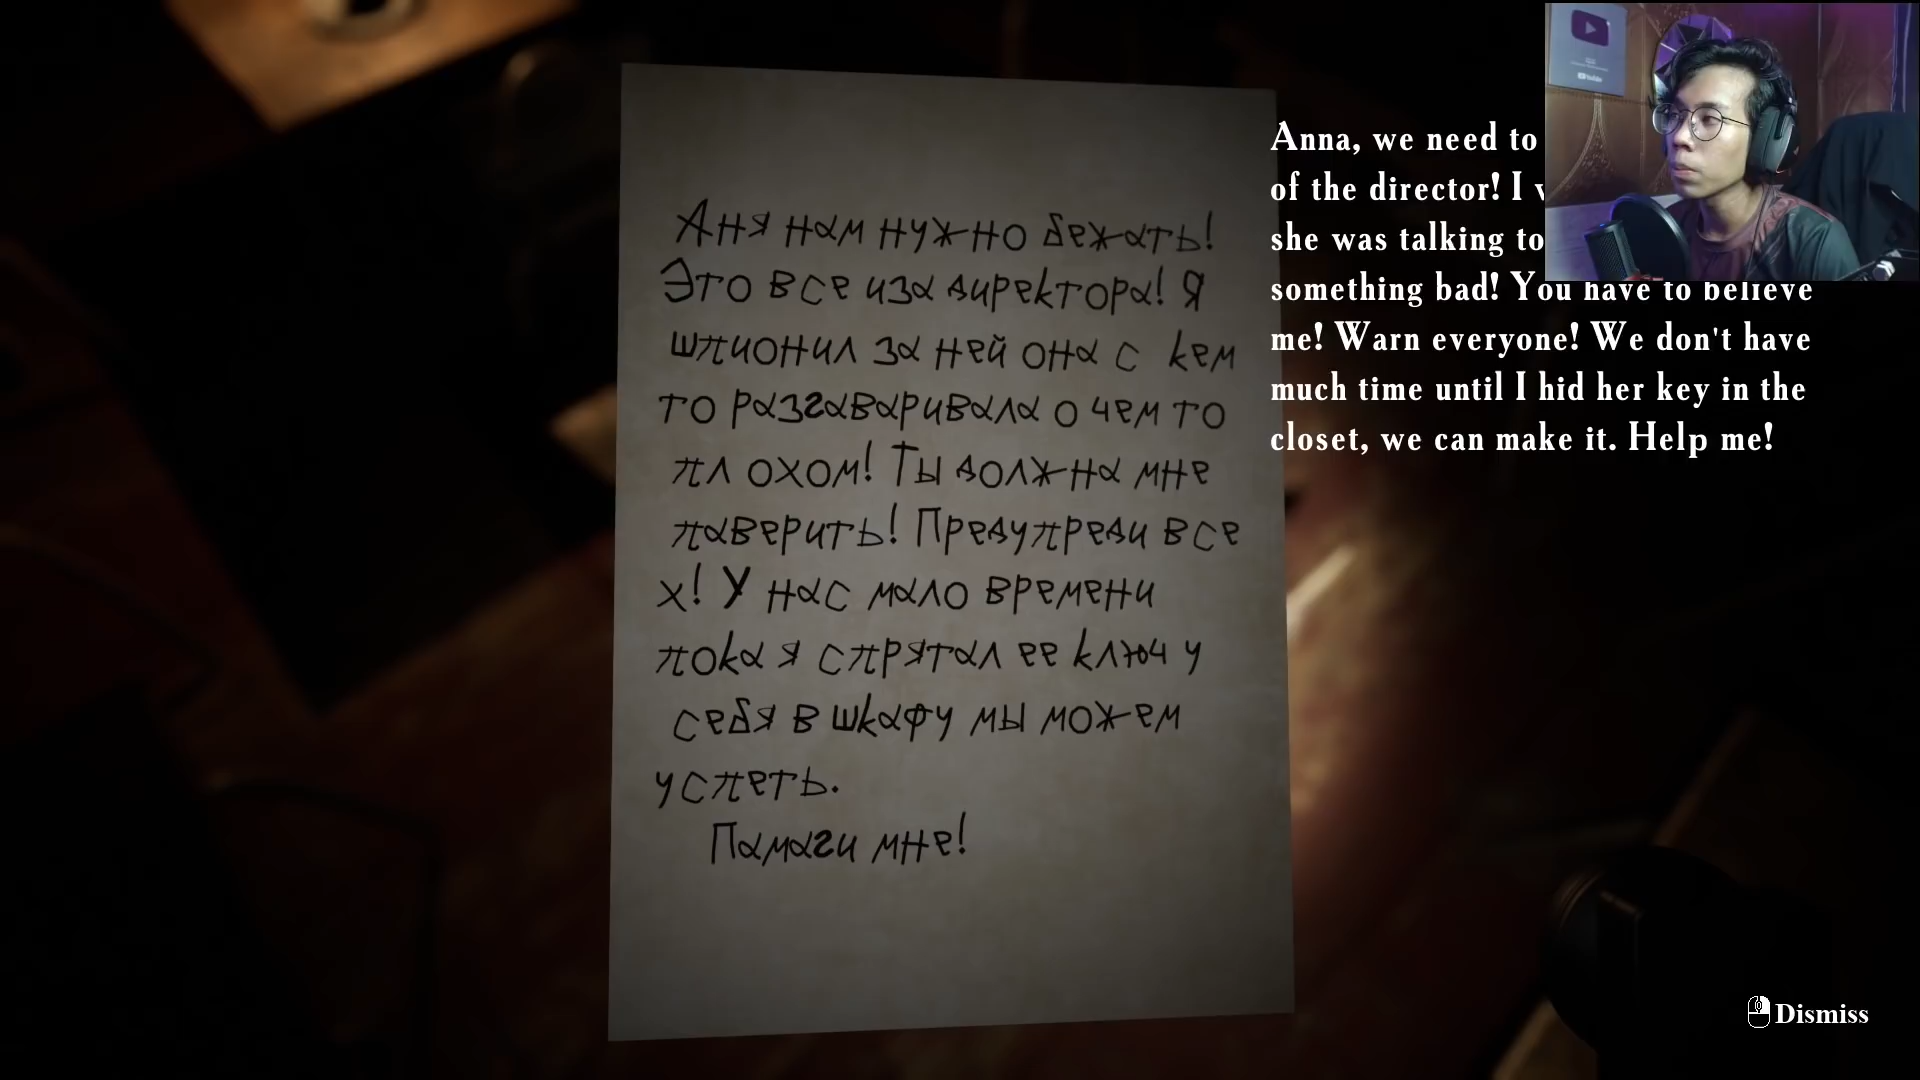 Аня нам нужно бежать!
Это все иза директора! Я
шпионил за ней она с кем
то разгаваривала о чем то
пл охом! Ты должна мне
паверить! Предупреди все
х! У нас мало времени
пока я спрятал ее ключ у
себя в шкафу мы можем
успеть.
Памаги мне!
Anna, we need to
of the director! I
she was talking to
something bad! You have to believe
me! Warn everyone! We don't have
much time until I hid her key in the
closet, we can make it. Help me!
Dismiss